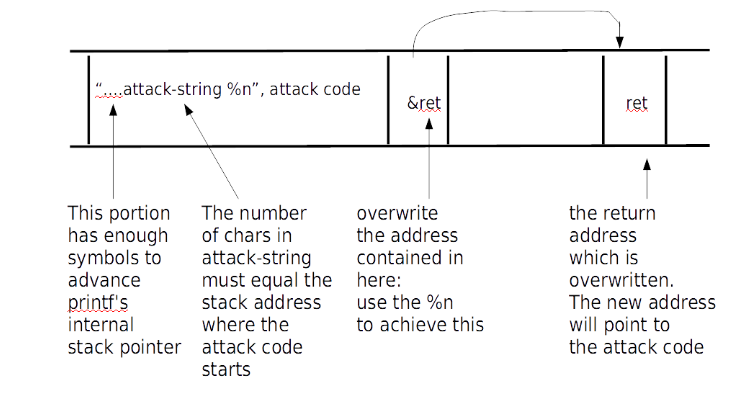 “....attack-string %n”, attack code
&ret
ret
This portion
has enough
symbols to
advance
printf's
internal
stack pointer
The number
of chars in
attack-string
must equal the
stack address
where the
attack code
starts
overwrite
the address
contained in
here:
use the %n
to achieve this
the return
address
which is
overwritten.
The new address
will point to
the attack code